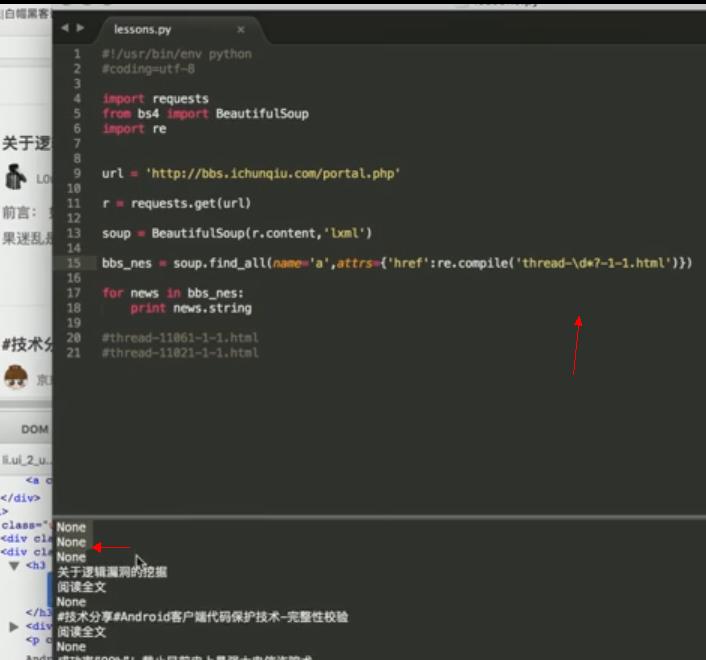 |白帽黑客
lessons.py
lessons.py
1 #!/usr/bin/env python
2 #coding=utf-8
3
4 import requests
5 from bs4 import BeautifulSoup
6 import re
7
8
9 url = 'http://bbs.ichunqiu.com/portal.php'
10
11 r = requests.get(url)
12
13 soup = BeautifulSoup(r.content,'lxml')
14
15 bbs_nes = soup.find_all(name='a',attrs={'href':re.compile('thread-\d*?-1-1.html')})
16
17 for news in bbs_nes:
18 print news.string
19
20 #thread-11061-1-1.html
21 #thread-11021-1-1.html
关于逻
前言：
果迷乱
#技术分
DOM
li.ui_2_u...
<a c
</div>
class="
<div cla
<div cla
<h3
</h3
<div
<p c
None
None
None
关于逻辑漏洞的挖掘
阅读全文
None
#技术分享#Android客户端代码保护技术-完整性校验
阅读全文
None